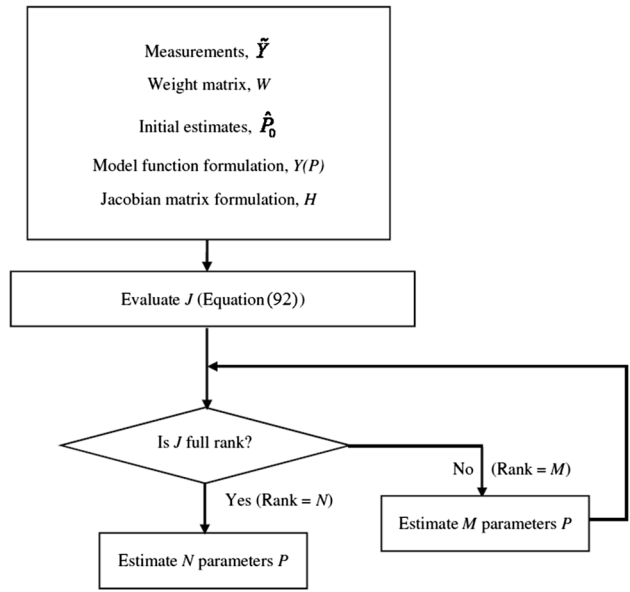 Measurements, Ỹ
Weight matrix, W
Initial estimates, P̂₀
Model function formulation, Y(P)
Jacobian matrix formulation, H
Evaluate J (Equation(92))
Is J full rank?
No (Rank = M)
Yes (Rank = N)
Estimate M parameters P
Estimate N parameters P